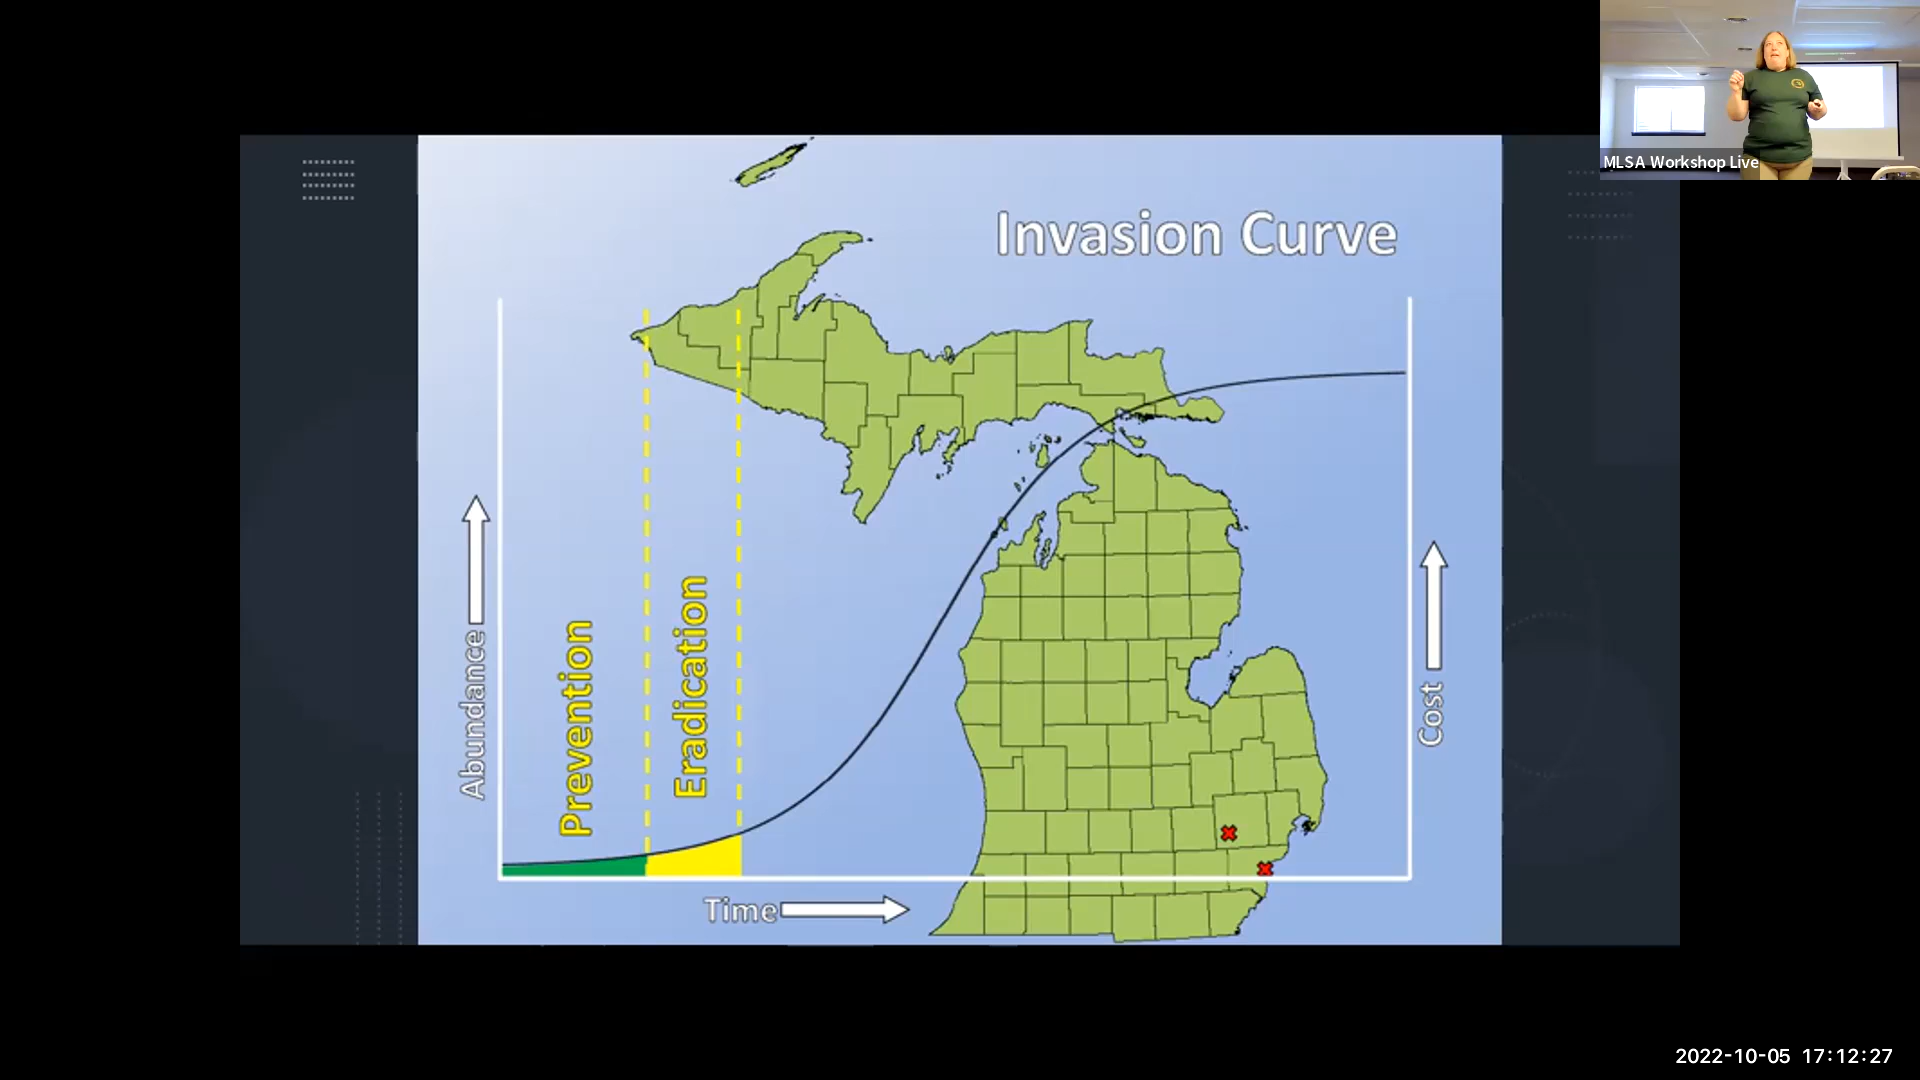 MLSA Workshop Live
Invasion Curve
Abundance
Prevention
Eradication
Cost
Time
2022-10-05 17:12:27